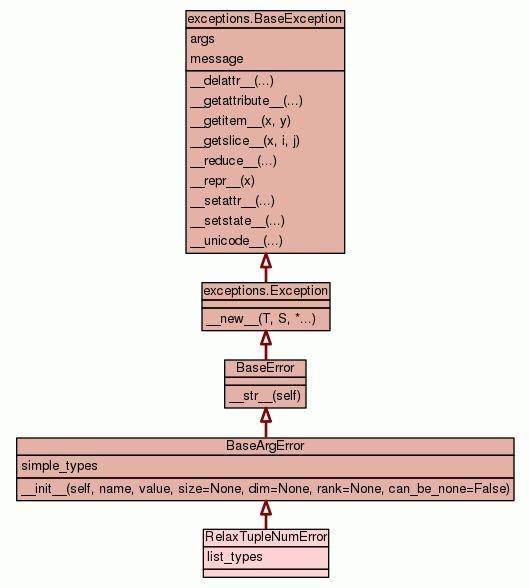 exceptions.BaseException
args
message
__delattr__(...)
__getattribute__(...)
__getitem__(x, y)
__getslice__(x, i, j)
__reduce__(...)
__repr__(x)
__setattr__(...)
__setstate__(...)
__unicode__(...)
exceptions.Exception
__new__(T, S, *...)
BaseError
__str__(self)
BaseArgError
simple_types
__init__(self, name, value, size=None, dim=None, rank=None, can_be_none=False)
RelaxTupleNumError
list_types